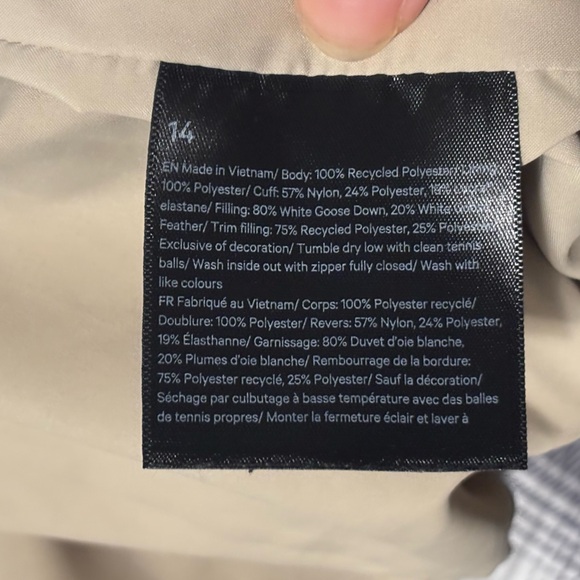 14
EN Made in Vietnam/ Body: 100% Recycled Polyester/ Lining:
100% Polyester/ Cuff: 57% Nylon, 24% Polyester, 19%
elastane/ Filling: 80% White Goose Down, 20% White
Feather/ Trim filling: 75% Recycled Polyester, 25% Polyester
Exclusive of decoration/ Tumble dry low with clean tennis
balls/ Wash inside out with zipper fully closed/ Wash with
like colours
FR Fabriqué au Vietnam/ Corps: 100% Polyester recyclé/
Doublure: 100% Polyester/ Revers: 57% Nylon, 24% Polyester,
19% Élasthanne/ Garnissage: 80% Duvet d'oie blanche,
20% Plumes d'oie blanche/ Rembourrage de la bordure:
75% Polyester recyclé, 25% Polyester/ Sauf la décoration/
Séchage par culbutage à basse température avec des balles
de tennis propres/ Monter la fermeture éclair et laver à